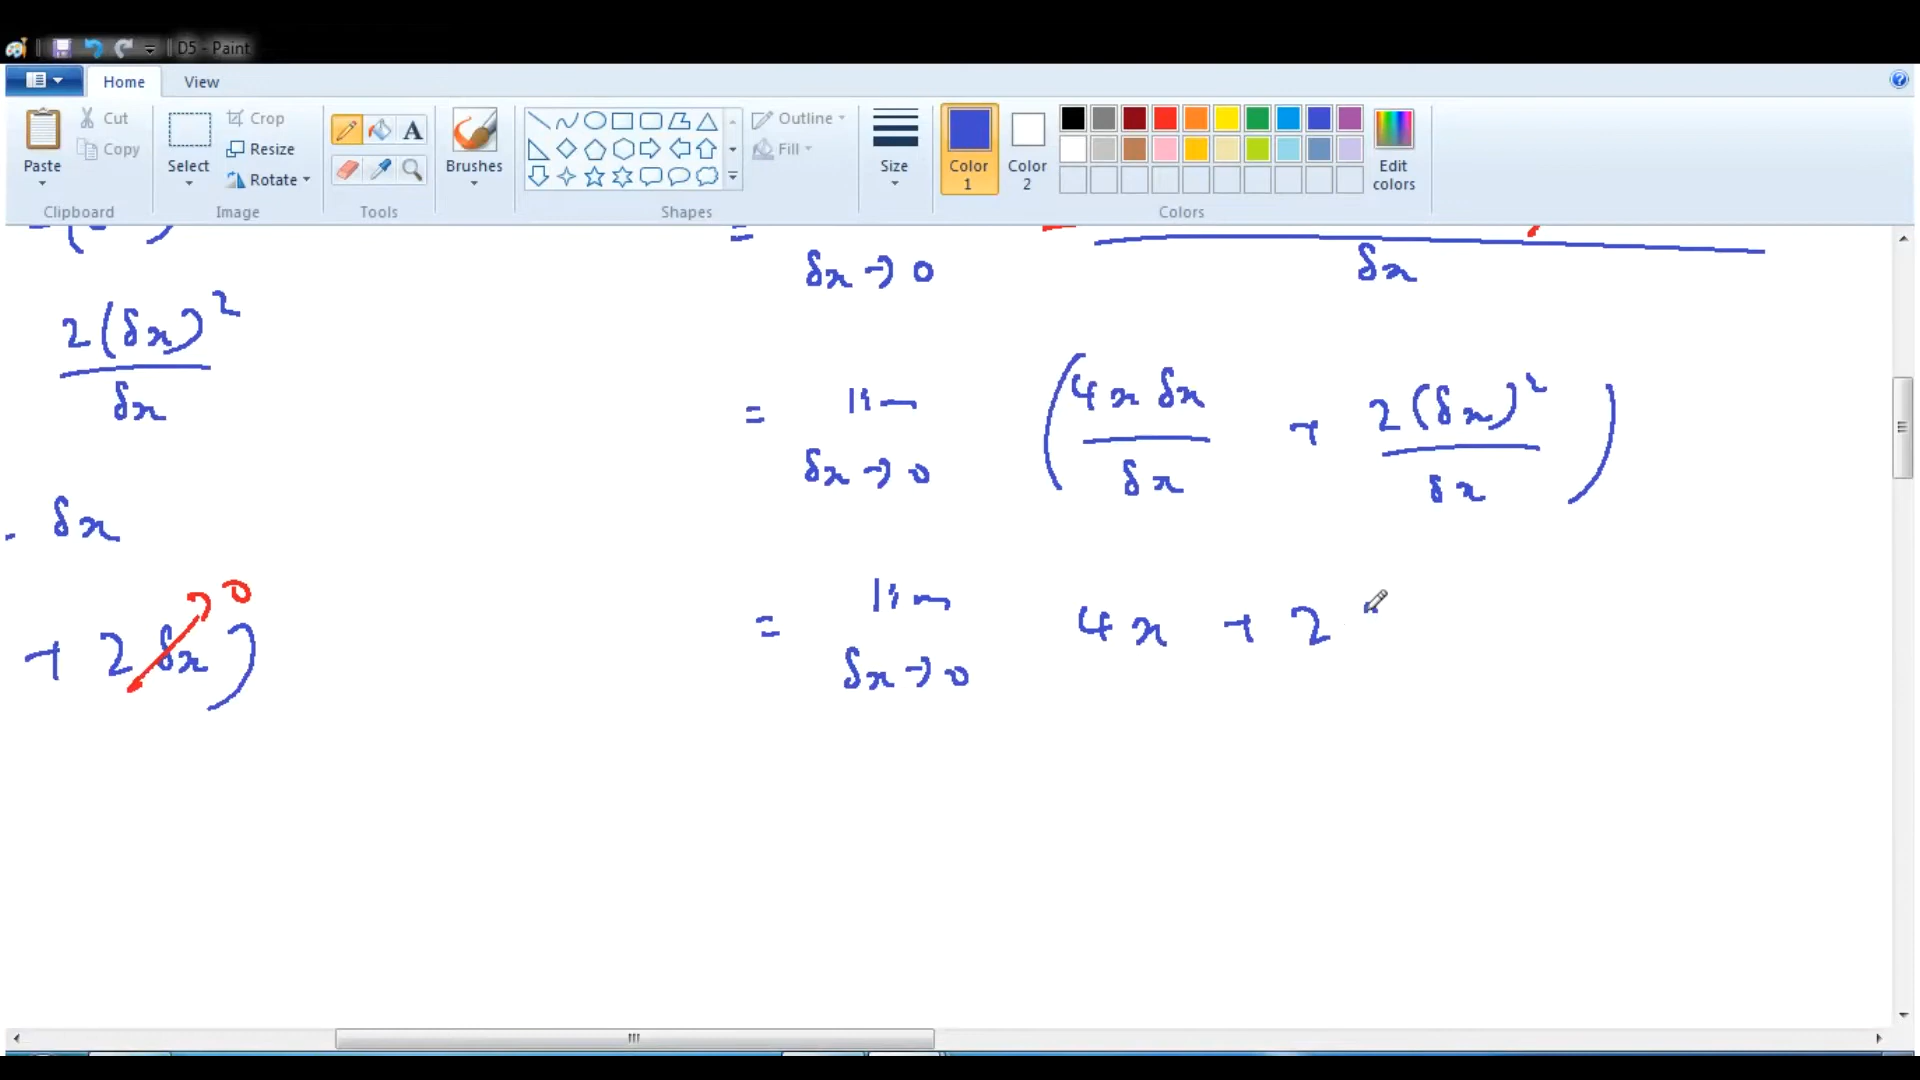 D5 - Paint
Home View
Paste Cut Copy Clipboard
Select Crop Resize Rotate Image
A Tools
Brushes
Shapes
Outline Fill
Size
Color 1 Color 2 Edit colors
Colors
2(δx)²
δx
δx
+ 2 δx) 0
=
δx → 0
δx
= lim (4x δx + 2(δx)²)
δx → 0 δx δx
= lim 4x + 2
δx → 0